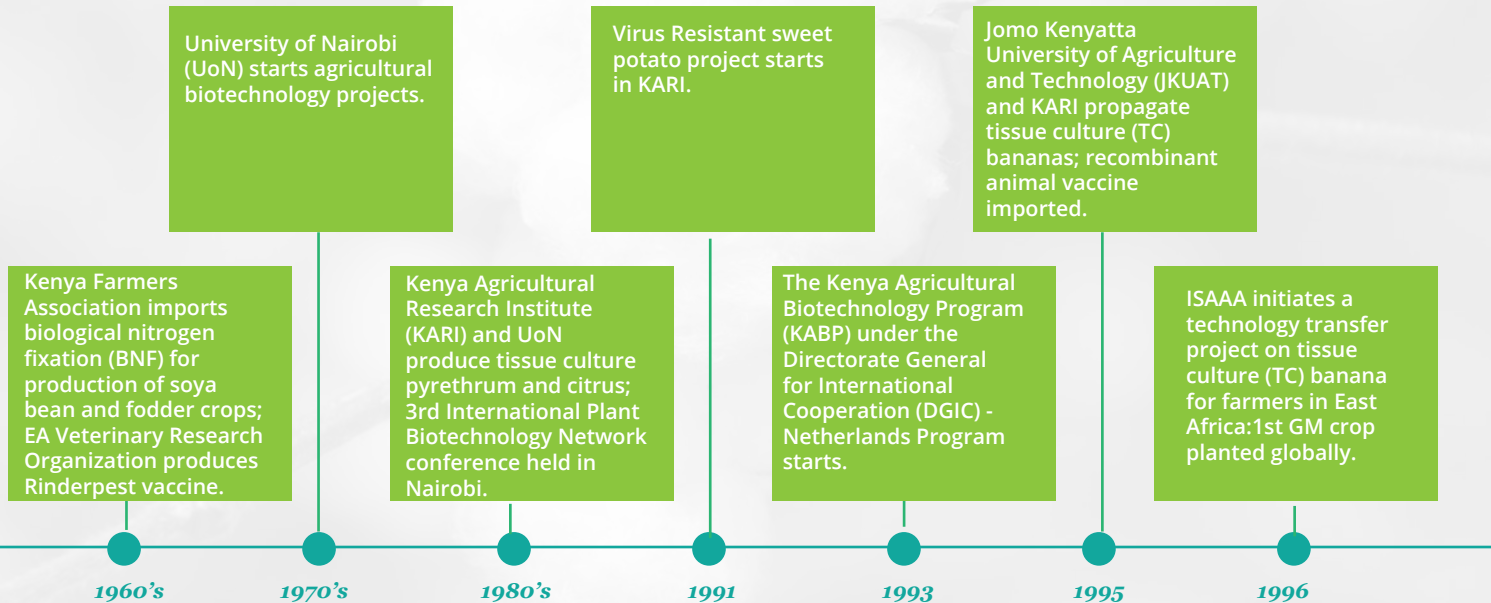 University of Nairobi
(UoN) starts agricultural
biotechnology projects.
Virus Resistant sweet
potato project starts
in KARI.
Jomo Kenyatta
University of Agriculture
and Technology (JKUAT)
and KARI propagate
tissue culture (TC)
bananas; recombinant
animal vaccine
imported.
Kenya Farmers
Association imports
biological nitrogen
fixation (BNF) for
production of soya
bean and fodder crops;
EA Veterinary Research
Organization produces
Rinderpest vaccine.
Kenya Agricultural
Research Institute
(KARI) and UoN
produce tissue culture
pyrethrum and citrus;
3rd International Plant
Biotechnology Network
conference held in
Nairobi.
The Kenya Agricultural
Biotechnology Program
(KABP) under the
Directorate General
for International
Cooperation (DGIC) -
Netherlands Program
starts.
ISAAA initiates a
technology transfer
project on tissue
culture (TC) banana
for farmers in East
Africa:1st GM crop
planted globally.
1960’s
1970’s
1980’s
1991
1993
1995
1996